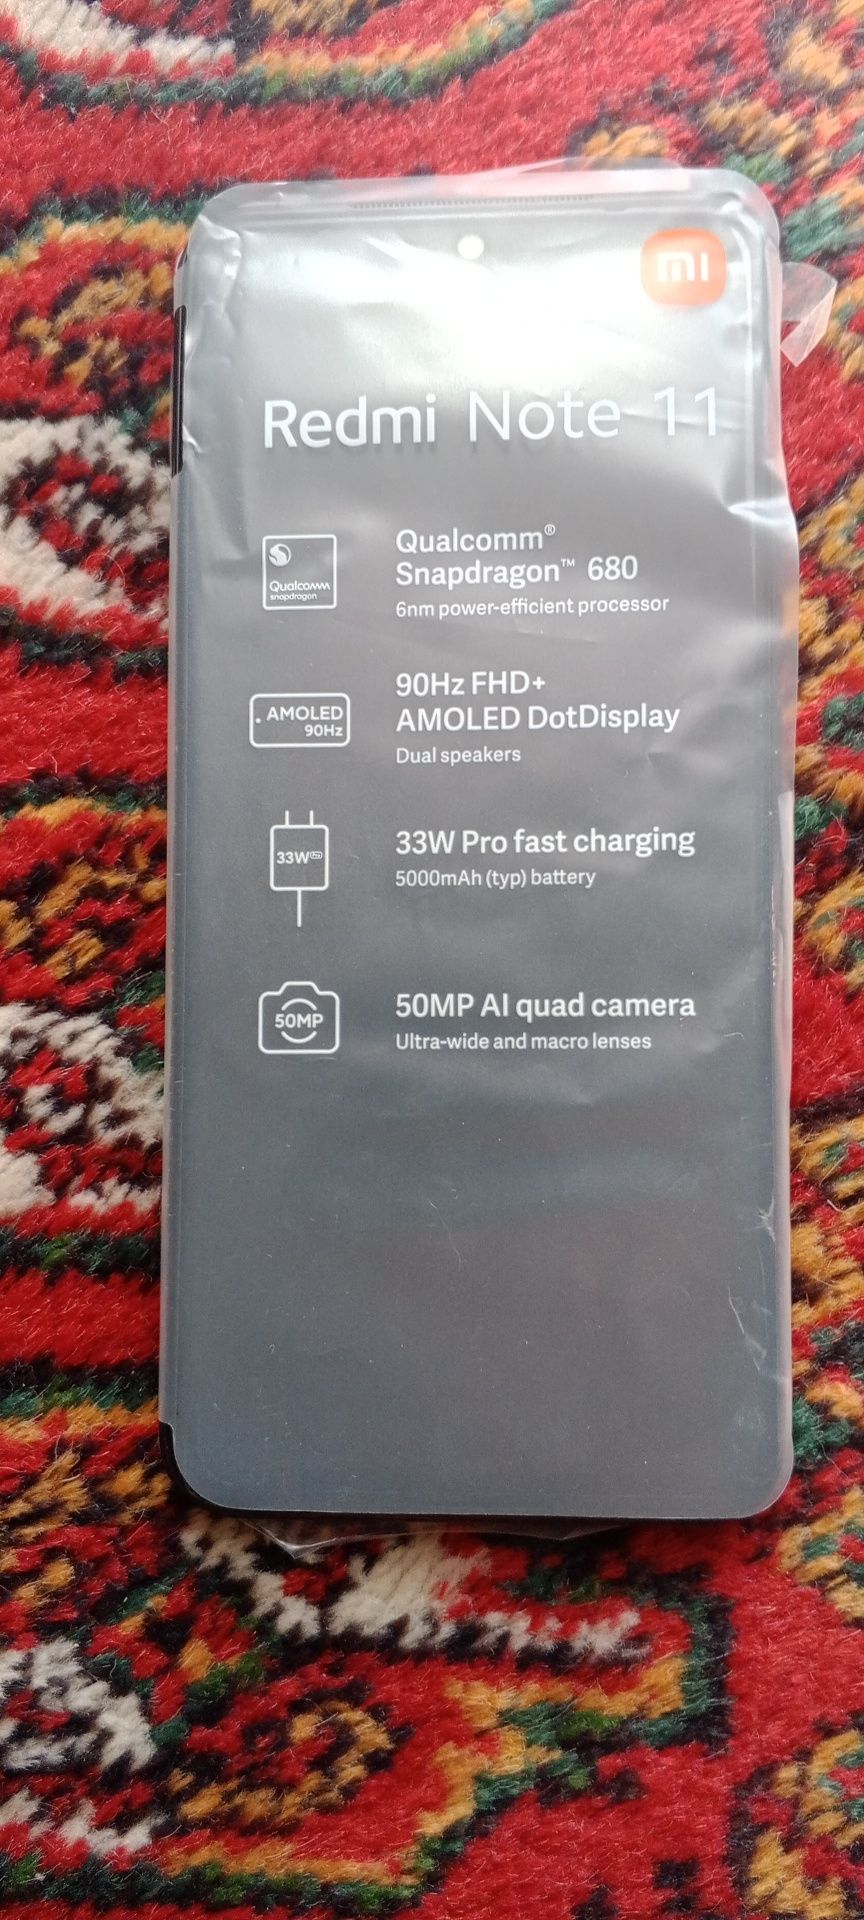 mi
Redmi Note 11
Qualcomm
snapdragon
Qualcomm®
Snapdragon™ 680
6nm power-efficient processor
AMOLED
90Hz
90Hz FHD+
AMOLED DotDisplay
Dual speakers
33W Pro
33W Pro fast charging
5000mAh (typ) battery
50MP
50MP AI quad camera
Ultra-wide and macro lenses